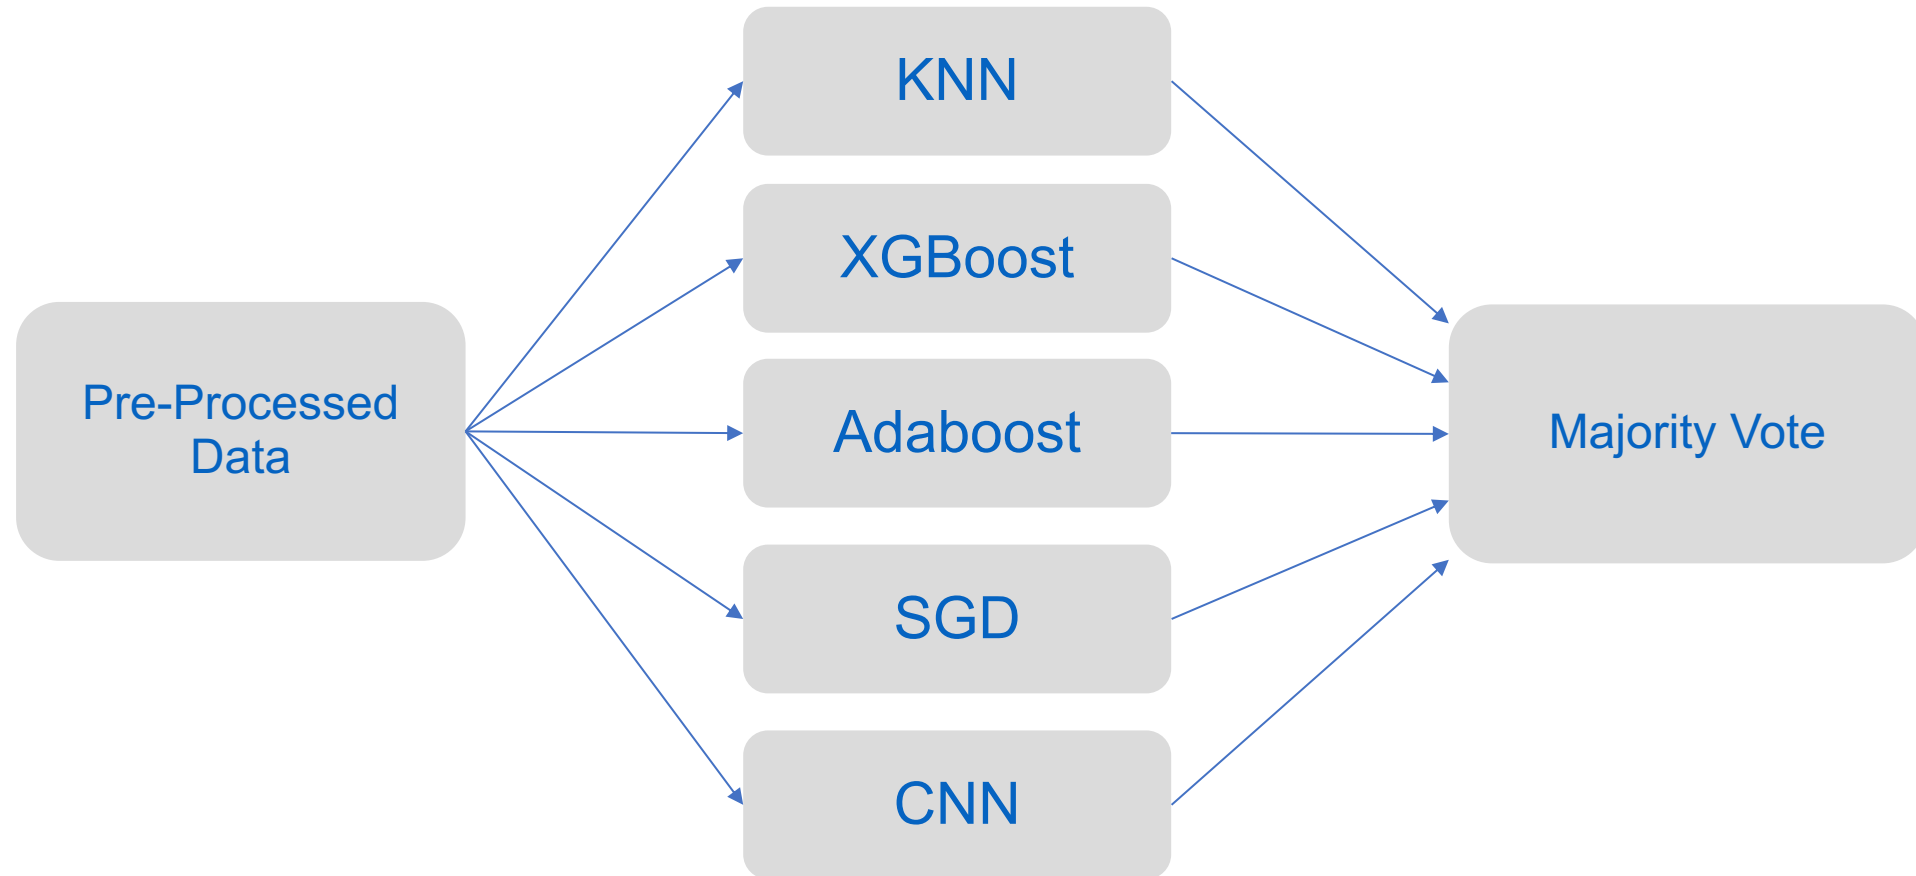 KNN
XGBoost
Pre-Processed
Data
Adaboost
Majority Vote
SGD
CNN